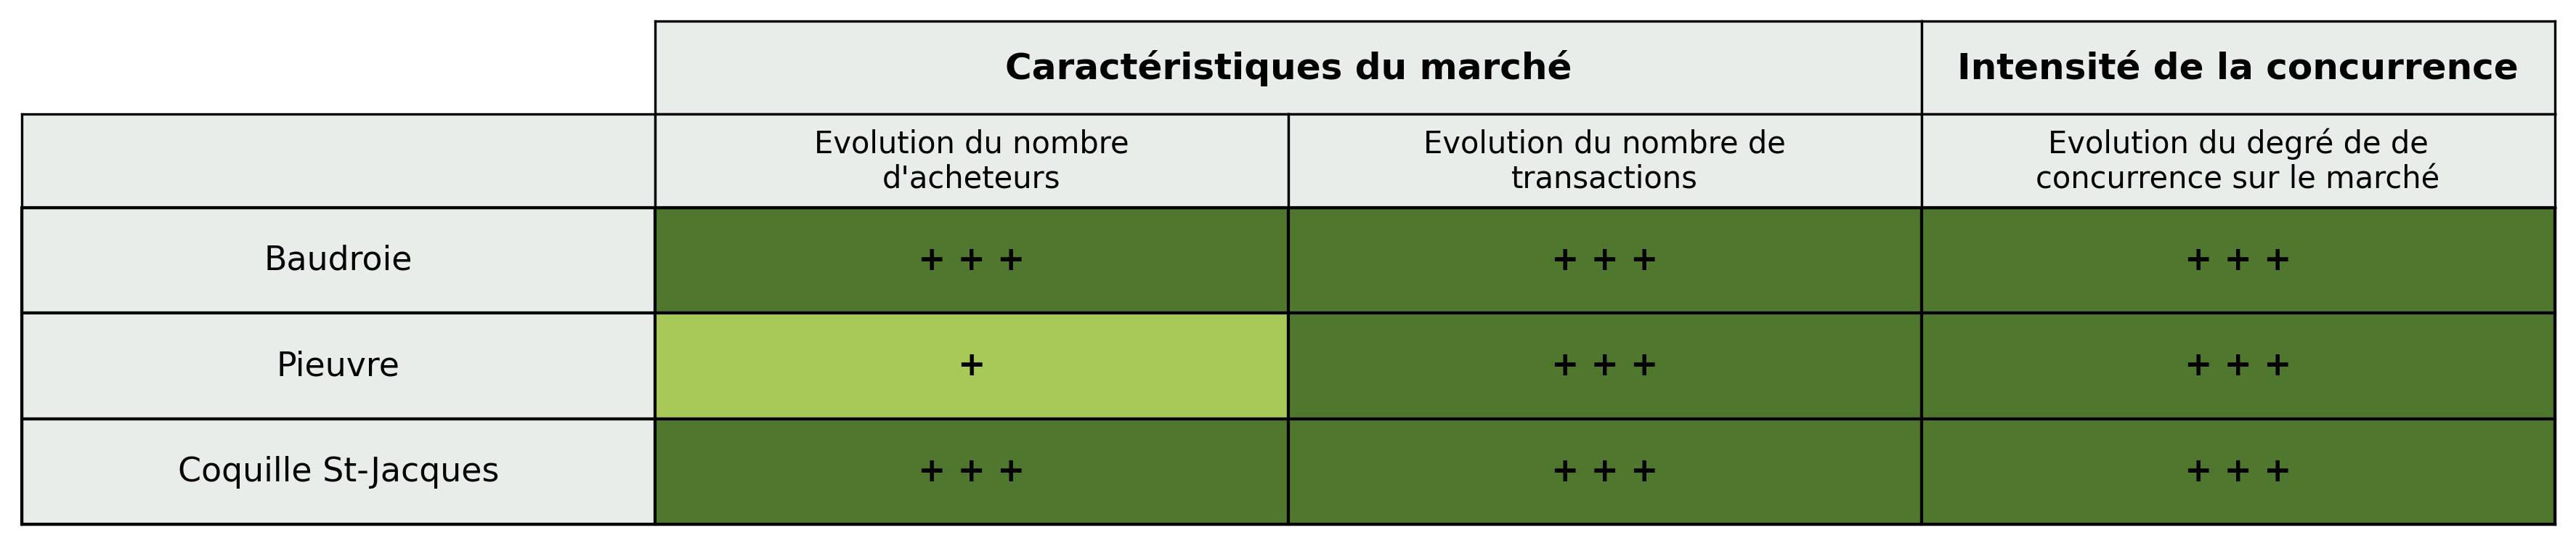 Caractéristiques du marché
Intensité de la concurrence
Evolution du nombre
d'acheteurs
Evolution du nombre de
transactions
Evolution du degré de de
concurrence sur le marché
Baudroie
+ + +
+ + +
+ + +
Pieuvre
+
+ + +
+ + +
Coquille St-Jacques
+ + +
+ + +
+ + +